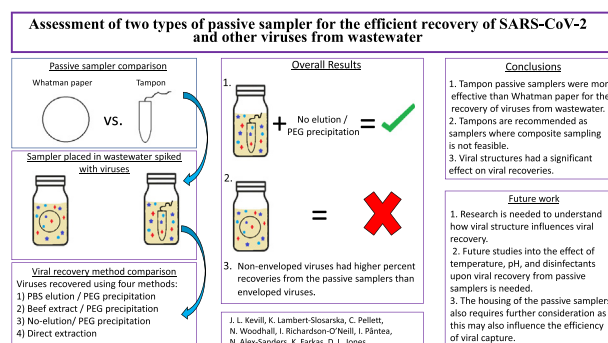 Assessment of two types of passive sampler for the efficient recovery of SARS-CoV-2
and other viruses from wastewater
Passive sampler comparison
Whatman paper
Tampon
vs.
Sampler placed in wastewater spiked
with viruses
Viral recovery method comparison
Viruses recovered using four methods:
1) PBS elution / PEG precipitation
2) Beef extract / PEG precipitation
3) No-elution/ PEG precipitation
4) Direct extraction
Overall Results
1.
+
No elution /
PEG precipitation
=
2.
=
3. Non-enveloped viruses had higher percent
recoveries from the passive samplers than
enveloped viruses.
J. L. Kevill, K. Lambert-Slosarska, C. Pellett,
N. Woodhall, I. Richardson-O'Neill, I. Pântea,
N. Alex-Sanders, K. Farkas, D. L. Jones
Conclusions
1. Tampon passive samplers were mor
effective than Whatman paper for the
recovery of viruses from wastewater.
2. Tampons are recommended as
samplers where composite sampling
is not feasible.
3. Viral structures had a significant
effect on viral recoveries.
Future work
1. Research is needed to understand
how viral structure influences viral
recovery.
2. Future studies into the effect of
temperature, pH, and disinfectants
upon viral recovery from passive
samplers is needed.
3. The housing of the passive samplers
also requires further consideration as
this may also influence the efficiency
of viral capture.